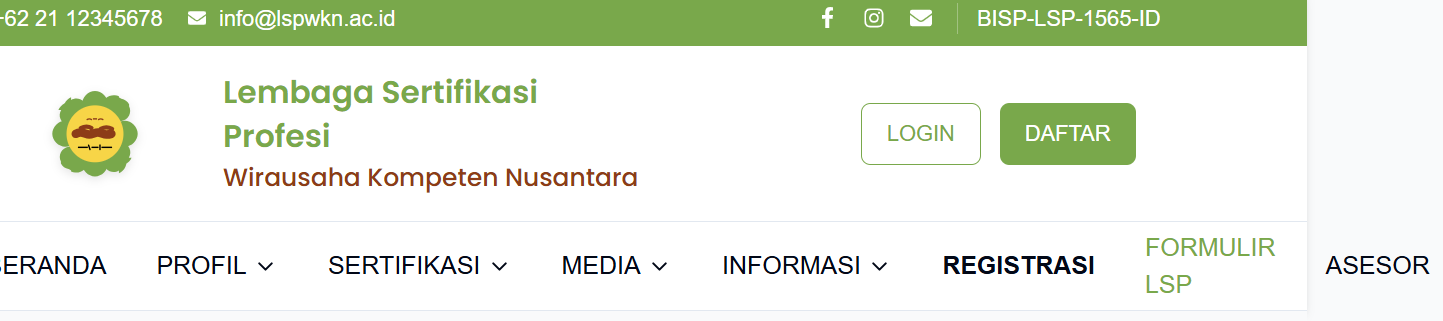 +62 21 12345678 info@lspwkn.ac.id BISP-LSP-1565-ID
Lembaga Sertifikasi
Profesi
Wirausaha Kompeten Nusantara
LOGIN DAFTAR
BERANDA PROFIL SERTIFIKASI MEDIA INFORMASI REGISTRASI FORMULIR
LSP
ASESOR